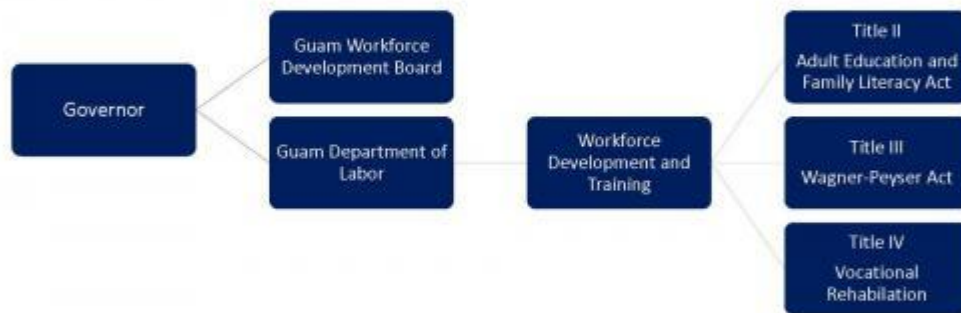 Governor
Guam Workforce
Development Board
Guam Department of
Labor
Workforce
Development and
Training
Title II
Adult Education and
Family Literacy Act
Title III
Wagner-Peyser Act
Title IV
Vocational
Rehabilation